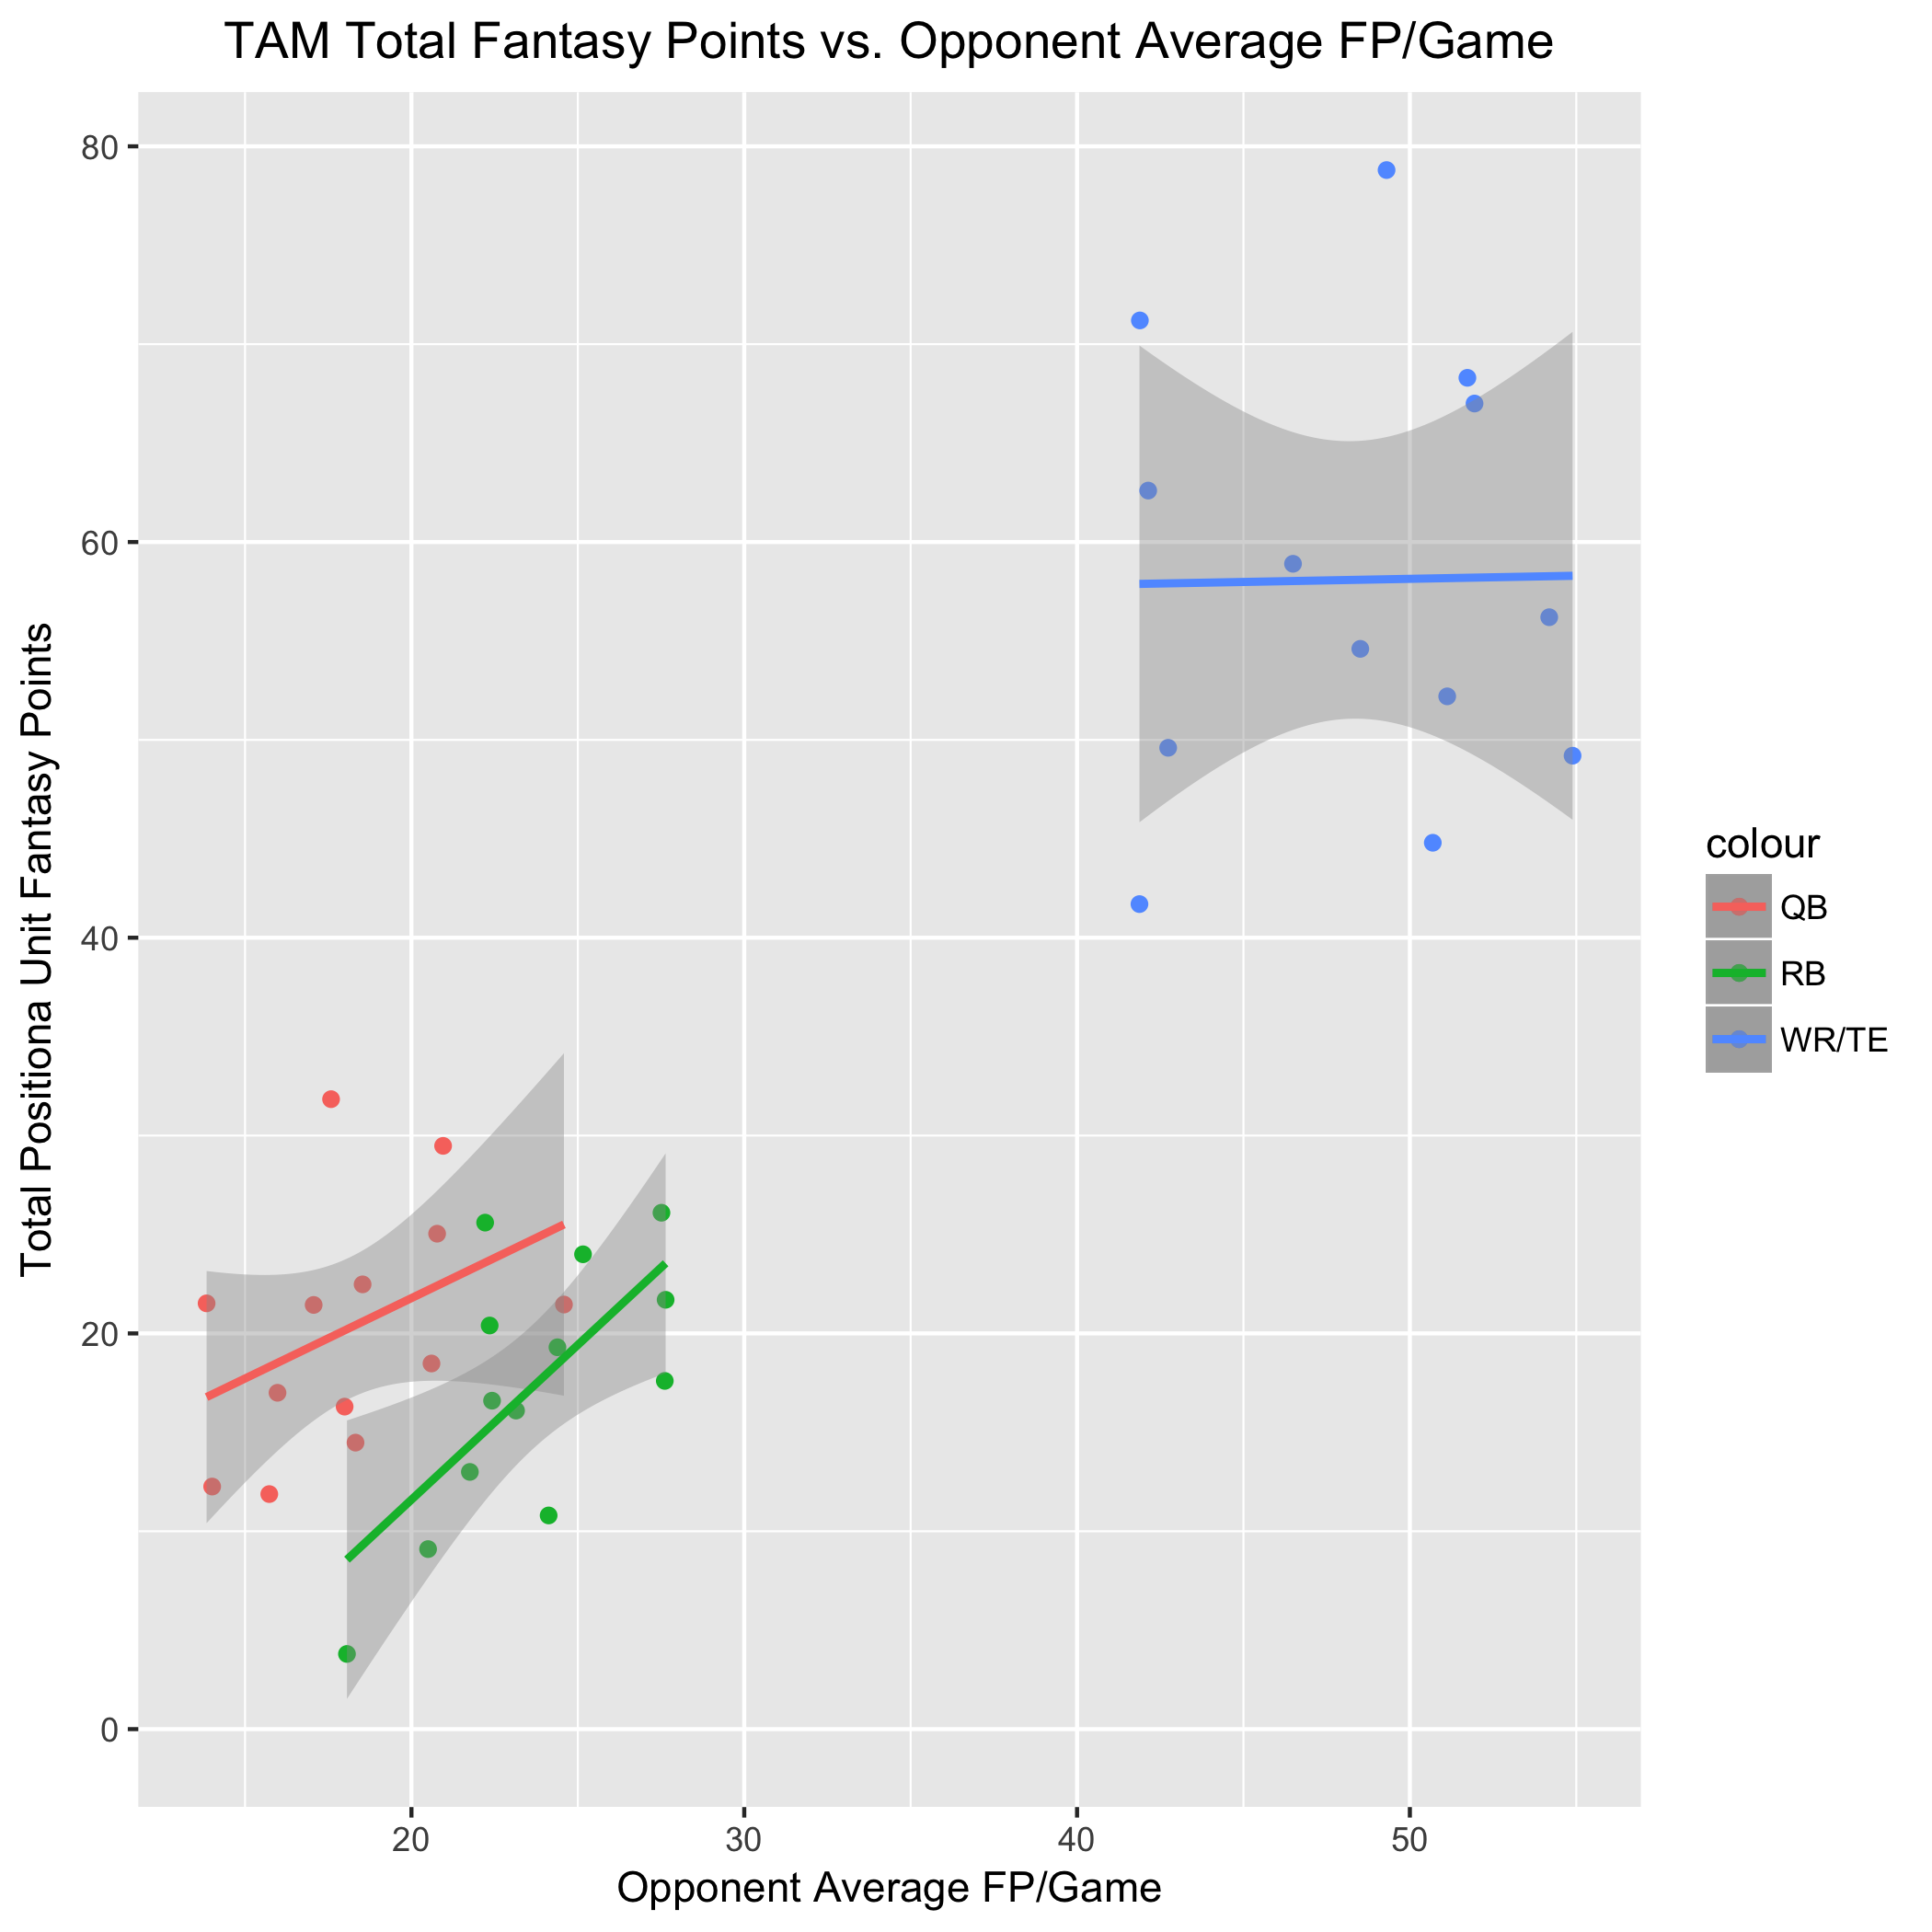 TAM Total Fantasy Points vs. Opponent Average FP/Game
80
60
40
20
0
Total Positiona Unit Fantasy Points
20 30 40 50
Opponent Average FP/Game
colour
QB
RB
WR/TE